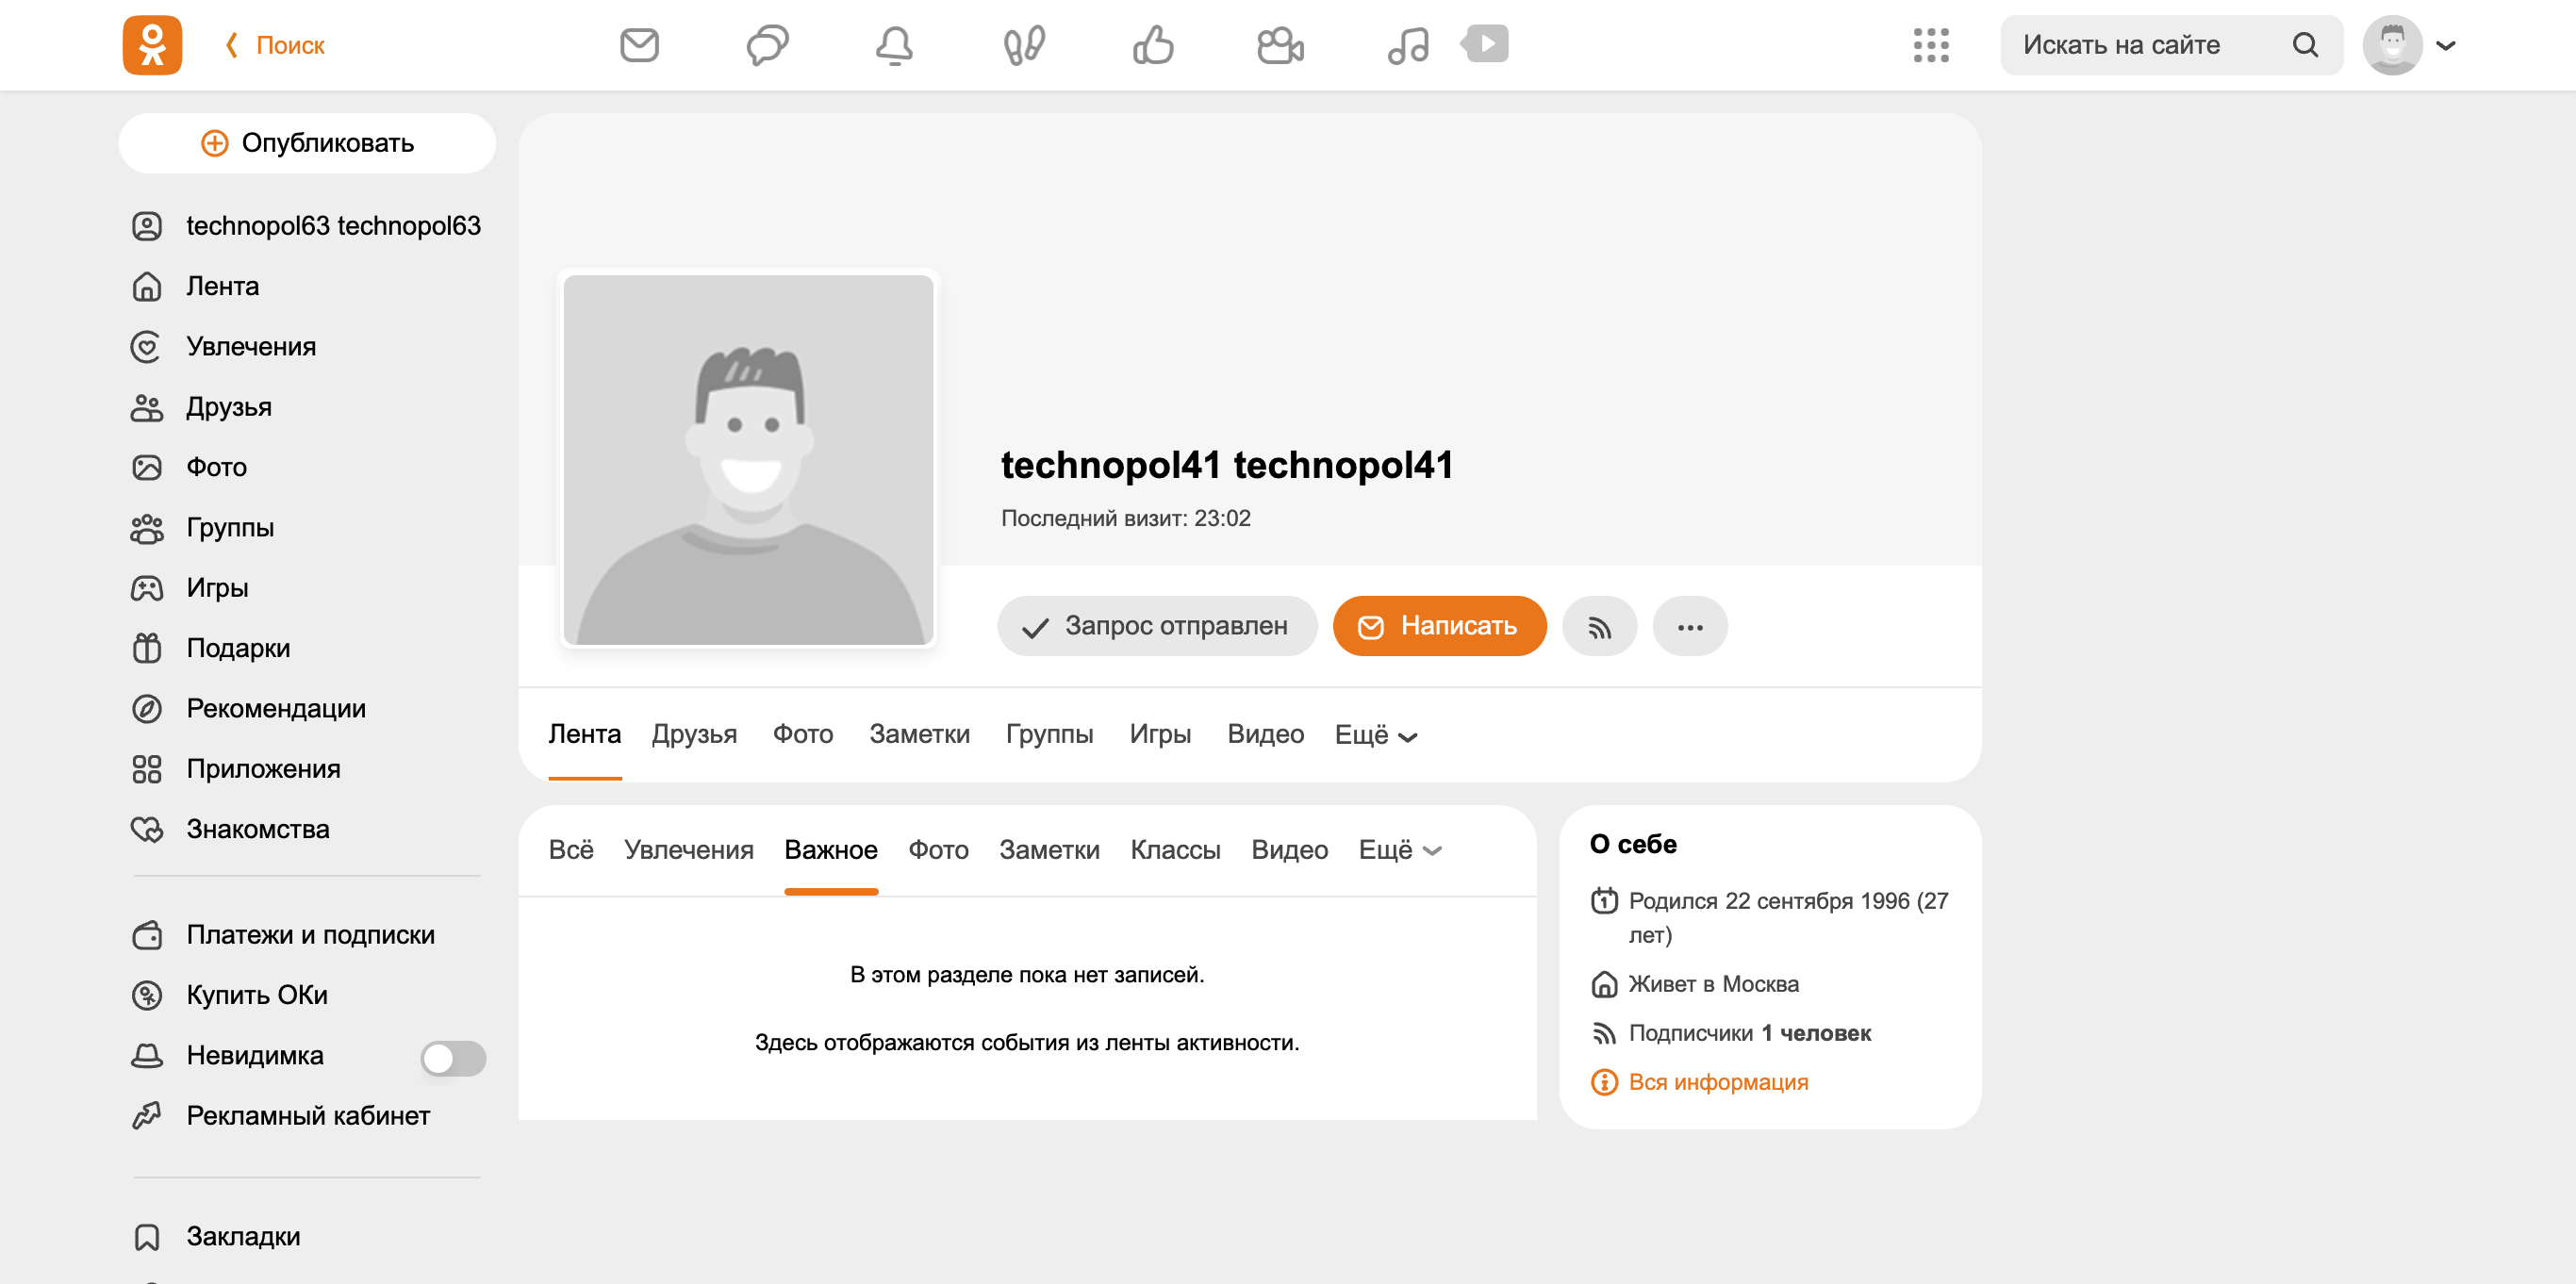 Поиск
Искать на сайте
Опубликовать
technopol63 technopol63
Лента
Увлечения
Друзья
Фото
Группы
Игры
Подарки
Рекомендации
Приложения
Знакомства
Платежи и подписки
Купить ОКи
Невидимка
Рекламный кабинет
Закладки
technopol41 technopol41
Последний визит: 23:02
Запрос отправлен
Написать
Лента Друзья Фото Заметки Группы Игры Видео Ещё
Всё Увлечения Важное Фото Заметки Классы Видео Ещё
В этом разделе пока нет записей.
Здесь отображаются события из ленты активности.
О себе
Родился 22 сентября 1996 (27
лет)
Живет в Москва
Подписчики 1 человек
Вся информация